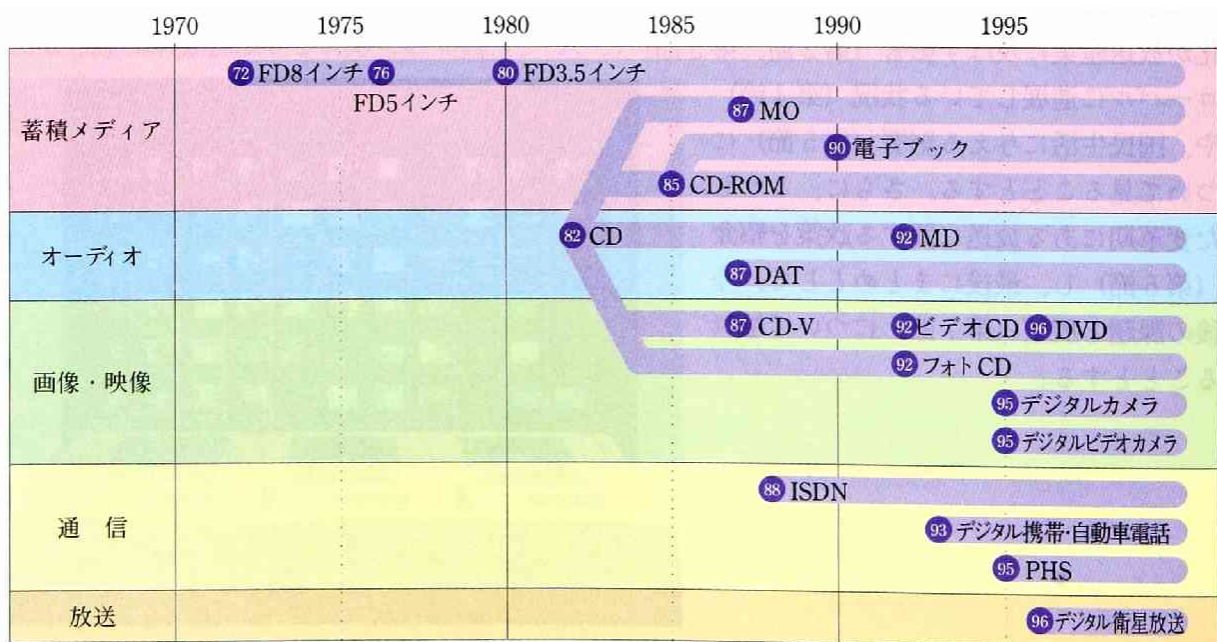 1970 1975 1980 1985 1990 1995
蓄積メディア
72 FD8インチ 76 80 FD3.5インチ
FD5インチ
87 MO
90 電子ブック
85 CD-ROM
オーディオ
82 CD 92 MD
87 DAT
画像・映像
87 CD-V 92 ビデオCD 96 DVD
92 フォトCD
95 デジタルカメラ
95 デジタルビデオカメラ
通 信
88 ISDN
93 デジタル携帯・自動車電話
95 PHS
放送
96 デジタル衛星放送